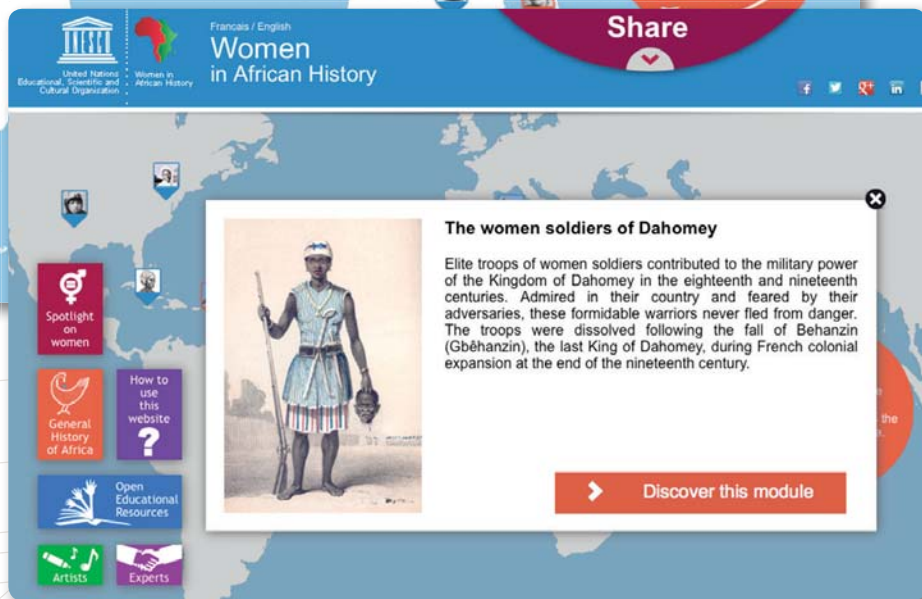 UNESCO
United Nations
Educational, Scientific and
Cultural Organization
Women in
African History
Francais / English
Women
in African History
Share
The women soldiers of Dahomey
Elite troops of women soldiers contributed to the military power
of the Kingdom of Dahomey in the eighteenth and nineteenth
centuries. Admired in their country and feared by their
adversaries, these formidable warriors never fled from danger.
The troops were dissolved following the fall of Behanzin
(Gbêhanzin), the last King of Dahomey, during French colonial
expansion at the end of the nineteenth century.
Discover this module
Spotlight
on
women
General
History
of Africa
How to
use
this
website
?
Open
Educational
Resources
Artists
Experts
the